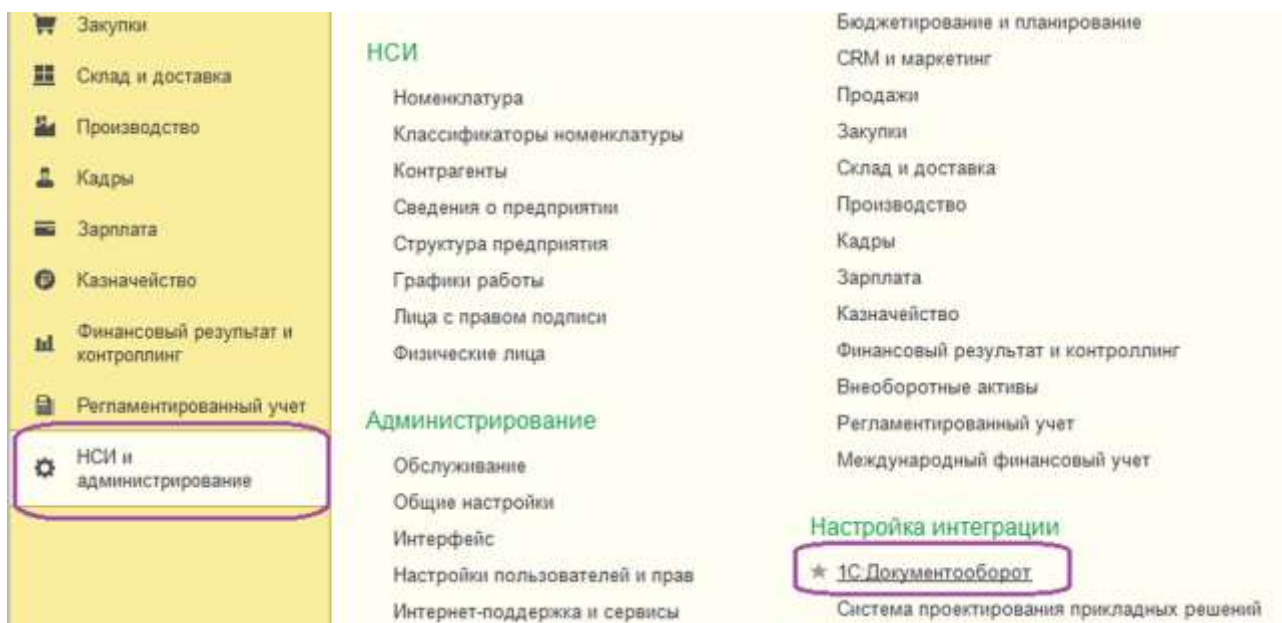 Закупки
Склад и доставка
Производство
Кадры
Зарплата
Казначейство
Финансовый результат и
контроллинг
Регламентированный учет
НСИ и
администрирование
НСИ
Номенклатура
Классификаторы номенклатуры
Контрагенты
Сведения о предприятии
Структура предприятия
Графики работы
Лица с правом подписи
Физические лица
Администрирование
Обслуживание
Общие настройки
Интерфейс
Настройки пользователей и прав
Интернет-поддержка и сервисы
Бюджетирование и планирование
CRM и маркетинг
Продажи
Закупки
Склад и доставка
Производство
Кадры
Зарплата
Казначейство
Финансовый результат и контроллинг
Внеоборотные активы
Регламентированный учет
Международный финансовый учет
Настройка интеграции
1С:Документооборот
Система проектирования прикладных решений